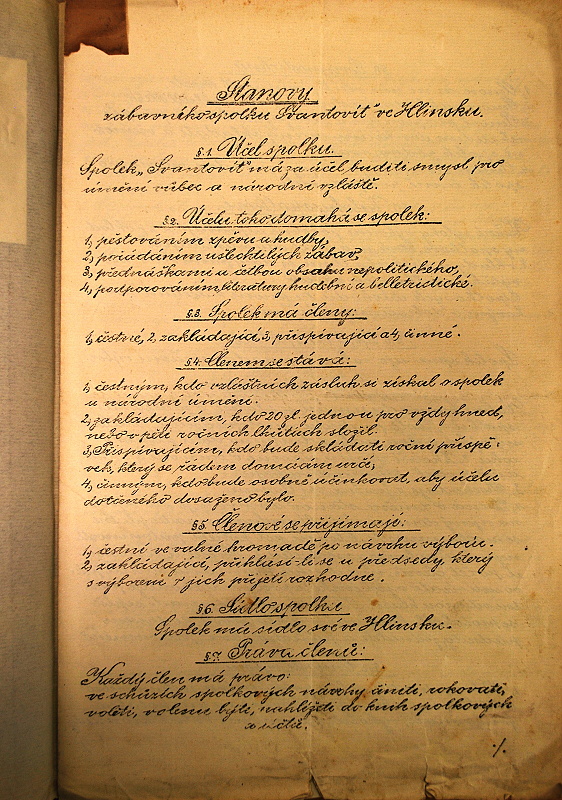 Stanovy
zábavního spolku Svantovít" ve Hlinsku.
§ 1. Účel spolku.
Spolek „Svantovít" má za účel buditi smysl pro
umění vůbec a národní vzláště.
§ 2. Účelu toho domahá se spolek:
1, pěstováním zpěvu a hudby,
2, pořádáním ušlechtilých zábav,
3, přednáškami a četbou obsahu nepolitického,
4, podporováním literatury hudební a belletristické.
§ 3. Spolek má členy:
1, čestné, 2, zakládající, 3, přispívající a 4, činné.
§ 4. Členem se stává:
1, čestným, kdo vzláštních zásluh si získal o spolek
a národní umění.
2, zakládajícím, kdo 20 zl. jednou pro vždy hned,
nebo v pěti ročních lhůtách složil.
3, Přispívajícím, kdo bude skládati roční příspě-
vek, který se řádem domácím určí,
4, činným, kdo bude osobně účinkovat, aby účelu
dotčeného dosaženo bylo.
§ 5. Členové se přijímají:
1, čestní ve valné hromadě po návrhu výboru.
2, zakládající, přihlásí-li se u předsedy, který
s výborem o jich přijetí rozhodne.
§ 6. Sídlo spolku
Spolek má sídlo své ve Hlinsku.
§ 7. Práva členů:
Každý člen má právo:
ve schůzích spolkových návrhy činiti, rokovati,
voliti, volenu býti, nahlížeti do knih spolkových
a účtů.
·/.